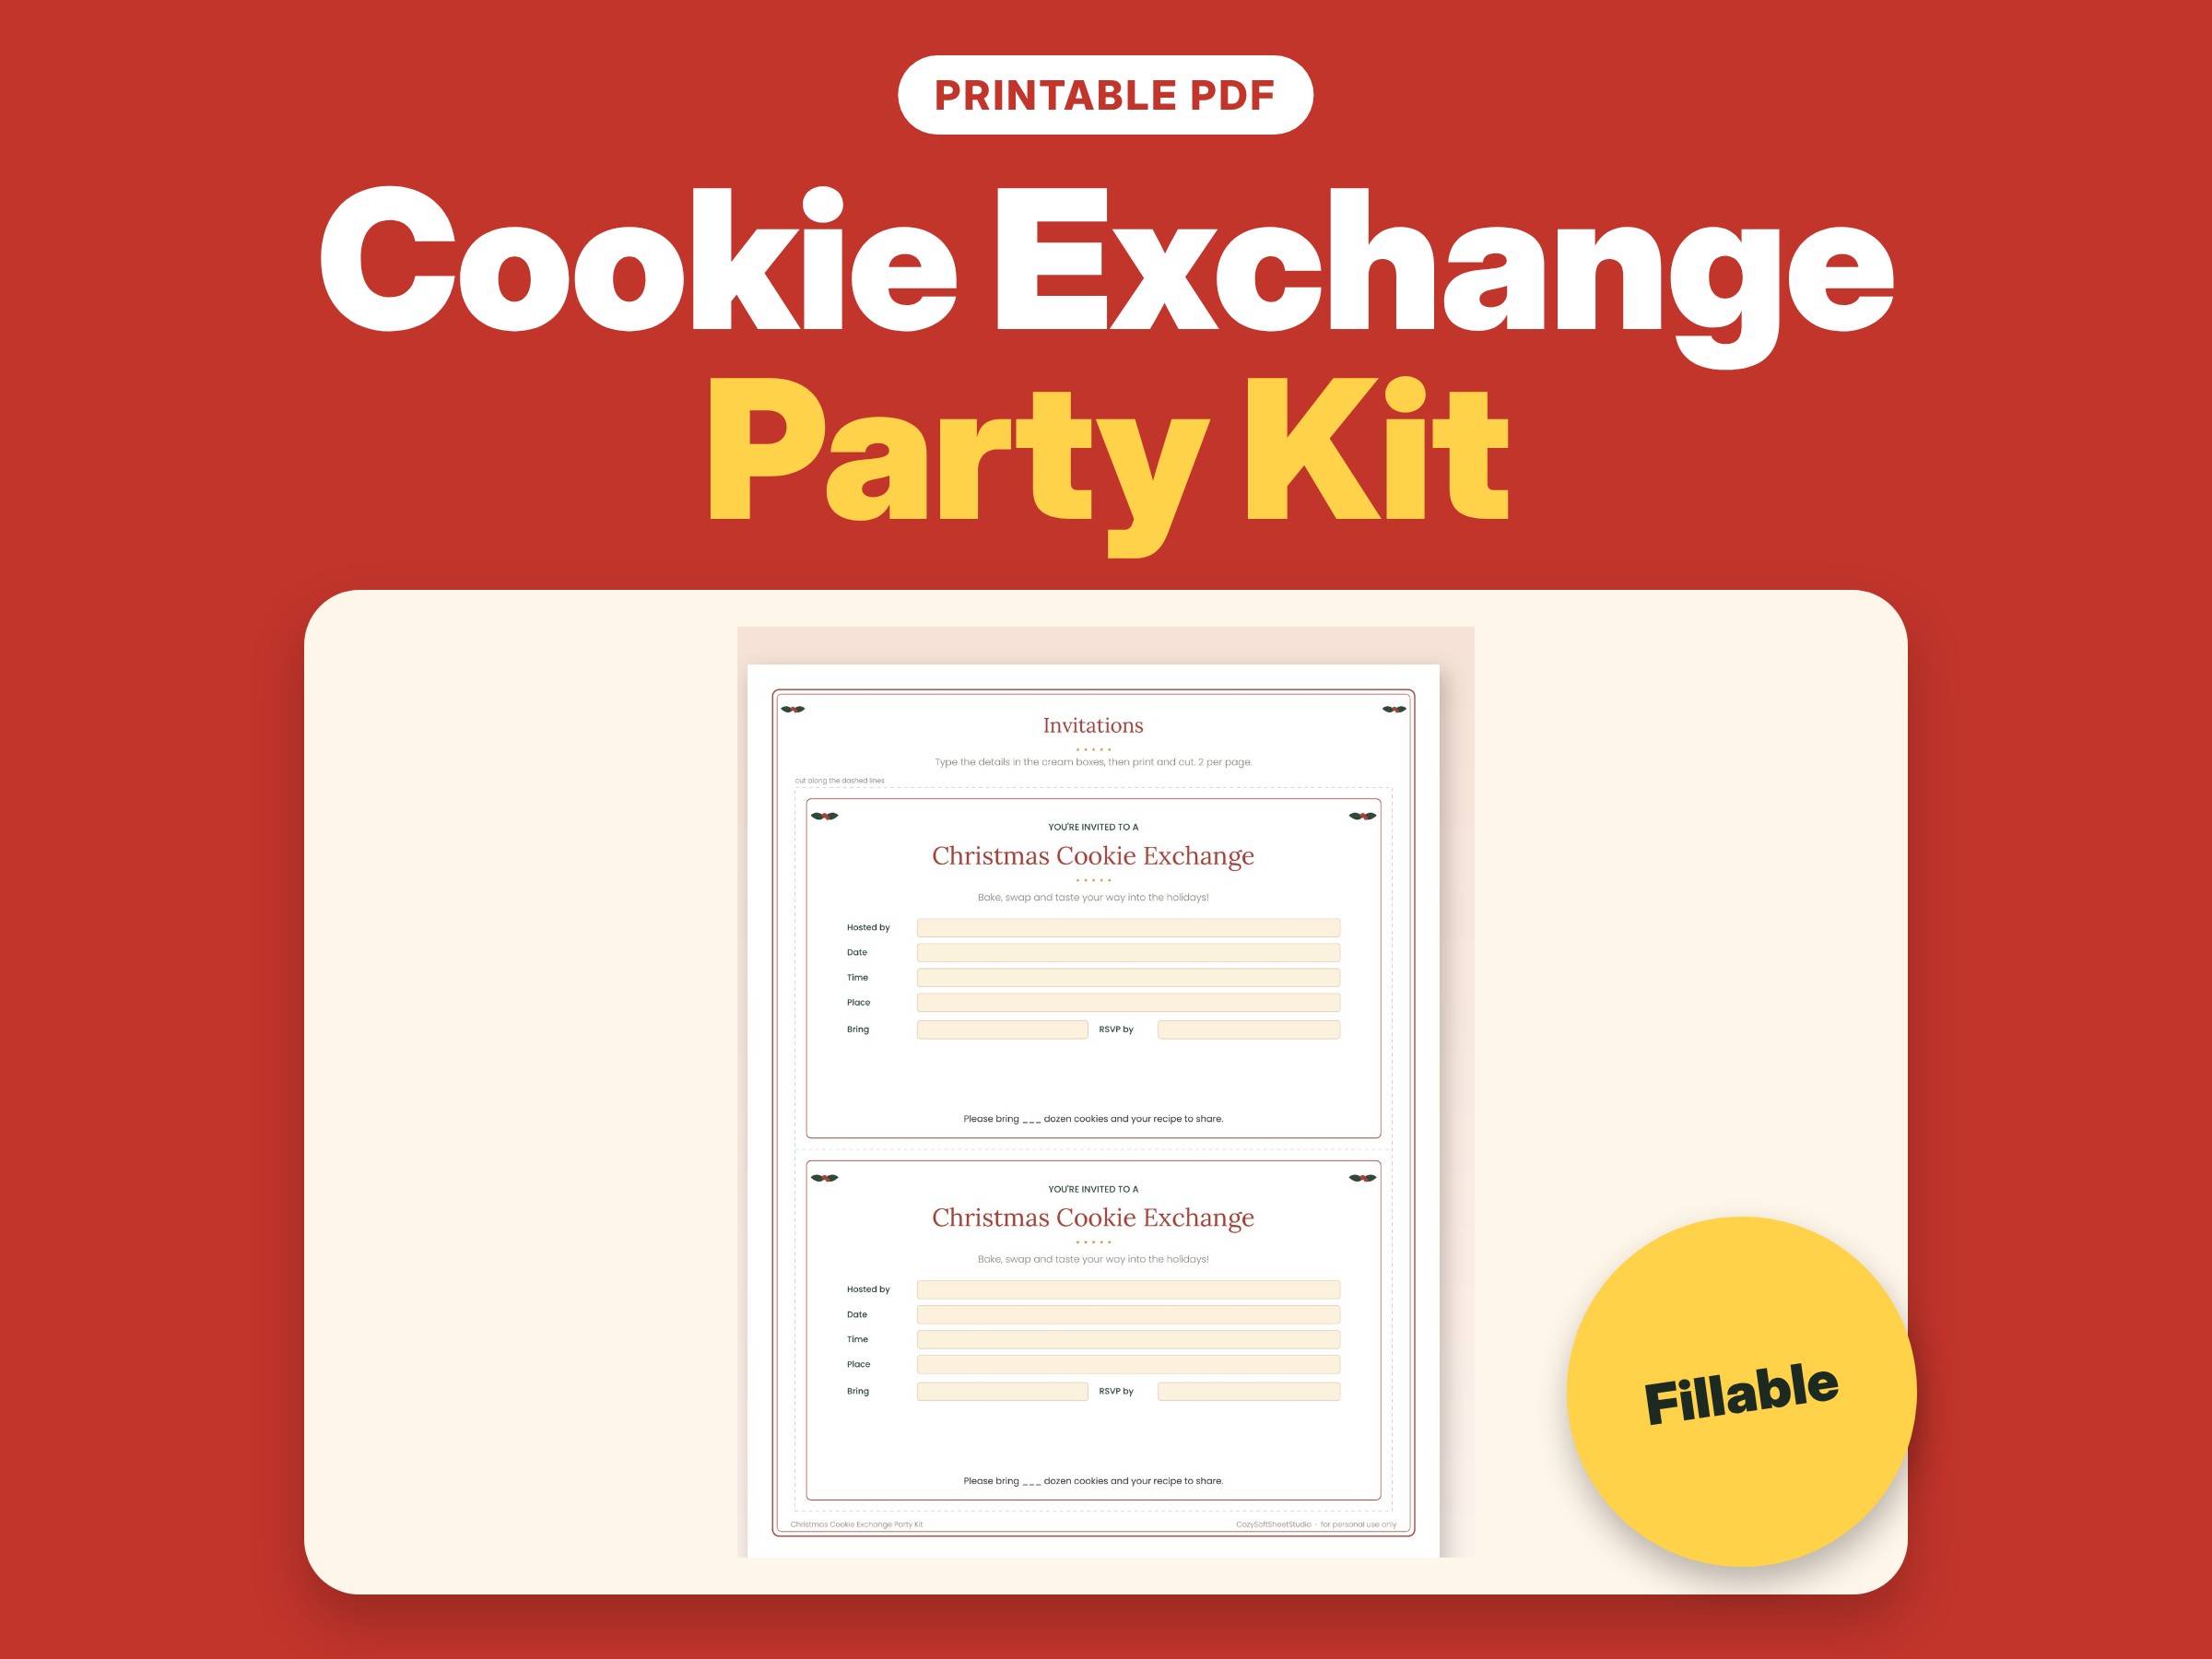 PRINTABLE PDF
Cookie Exchange
Party Kit
Invitations
Type the details in the cream boxes, then print and cut. 2 per page.
cut along the dashed lines
YOU'RE INVITED TO A
Christmas Cookie Exchange
Bake, swap and taste your way into the holidays!
Hosted by
Date
Time
Place
Bring RSVP by
Please bring ___ dozen cookies and your recipe to share.
YOU'RE INVITED TO A
Christmas Cookie Exchange
Bake, swap and taste your way into the holidays!
Hosted by
Date
Time
Place
Bring RSVP by
Please bring ___ dozen cookies and your recipe to share.
Christmas Cookie Exchange Party Kit CozySoftSheetStudio - for personal use only
Fillable